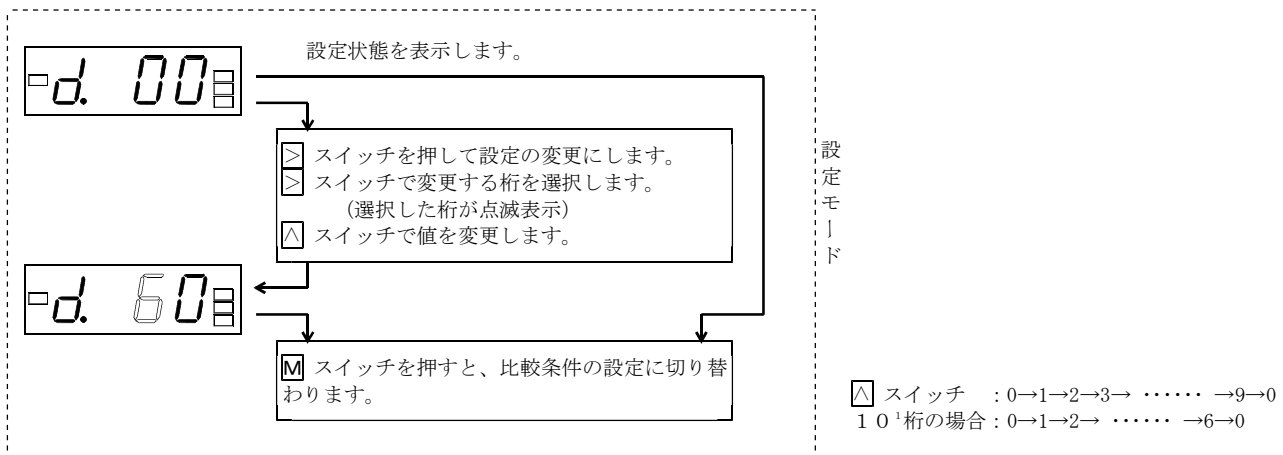 設定状態を表示します。
-d. 00
> スイッチを押して設定の変更にします。
> スイッチで変更する桁を選択します。
(選択した桁が点滅表示)
∧ スイッチで値を変更します。
-d. 60
M スイッチを押すと、比較条件の設定に切り替
わります。
設定モード
∧ スイッチ :0→1→2→3→ ‥‥‥ →9→0
10¹桁の場合:0→1→2→ ‥‥‥ →6→0